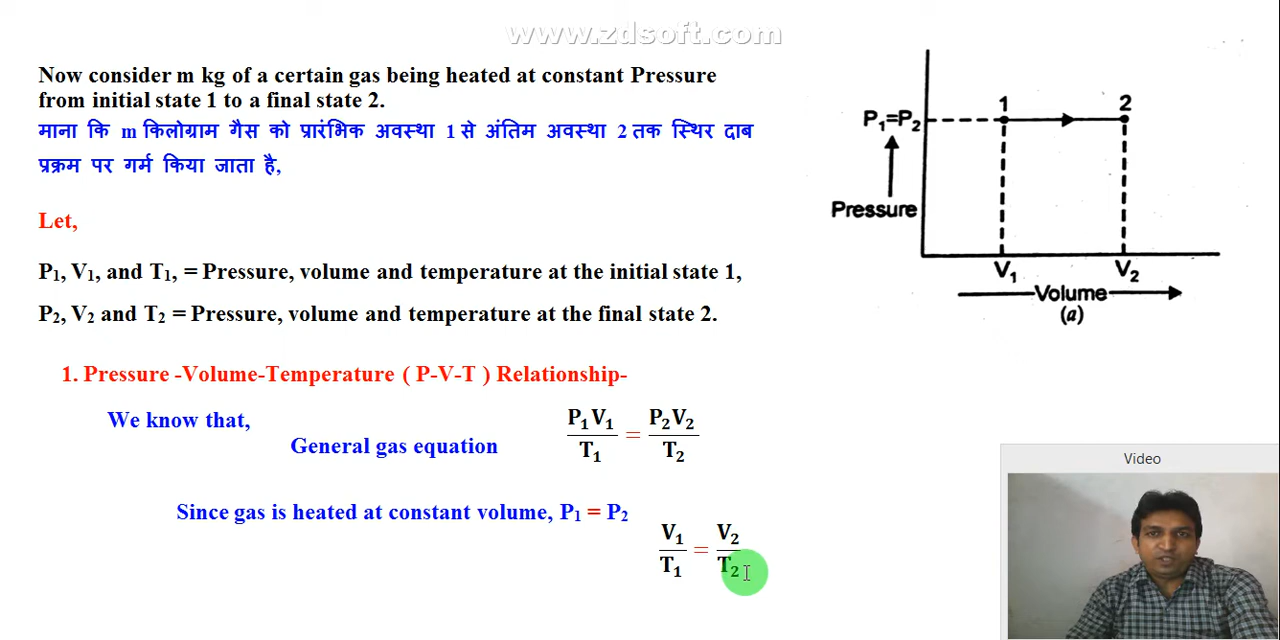 www.zdsoft.com
Now consider m kg of a certain gas being heated at constant Pressure
from initial state 1 to a final state 2.
माना कि m किलोग्राम गैस को प्रारंभिक अवस्था 1 से अंतिम अवस्था 2 तक स्थिर दाब
प्रक्रम पर गर्म किया जाता है,
Let,
P₁, V₁, and T₁, = Pressure, volume and temperature at the initial state 1,
P₂, V₂ and T₂ = Pressure, volume and temperature at the final state 2.
1. Pressure -Volume-Temperature ( P-V-T ) Relationship-
We know that,
General gas equation
P₁V₁/T₁ = P₂V₂/T₂
Since gas is heated at constant volume, P₁ = P₂
V₁/T₁ = V₂/T₂
1 2
P₁=P₂
Pressure
V₁ V₂
Volume
(a)
Video